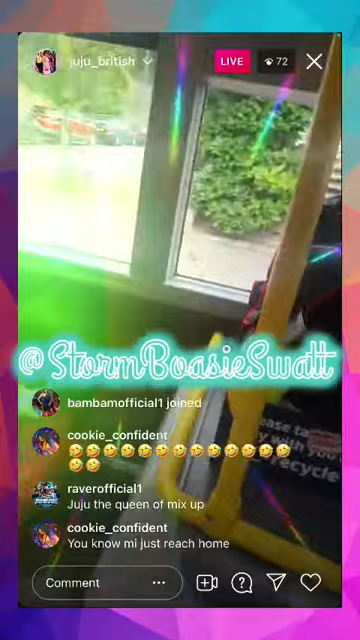 juju_british
LIVE
72
@StormBoasieSwatt
bambamofficial1 joined
cookie_confident
🤣🤣🤣🤣🤣🤣🤣🤣🤣🤣🤣🤣🤣
🤣🤣
raverofficial1
Juju the queen of mix up
cookie_confident
You know mi just reach home
Comment
recycle